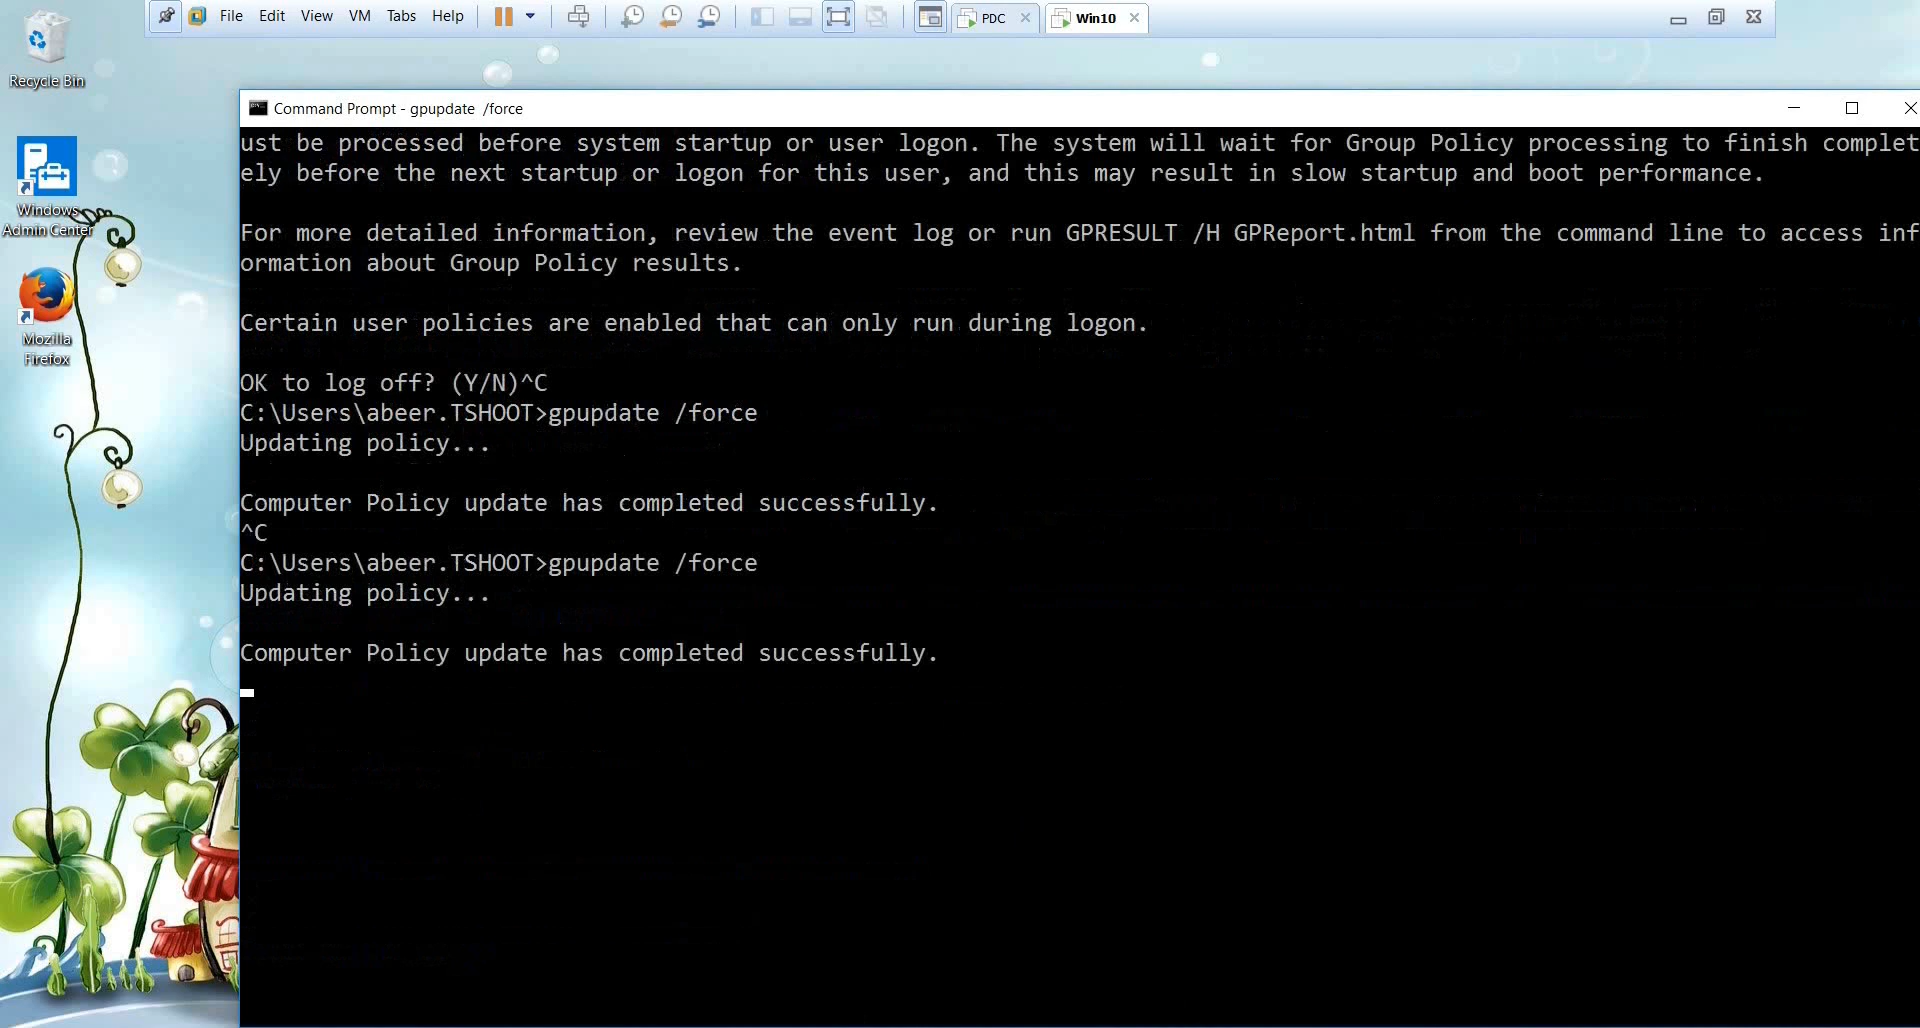 File Edit View VM Tabs Help PDC Win10
Recycle Bin
Windows
Admin Center
Mozilla
Firefox
Command Prompt - gpupdate  /force
ust be processed before system startup or user logon. The system will wait for Group Policy processing to finish complet
ely before the next startup or logon for this user, and this may result in slow startup and boot performance.
For more detailed information, review the event log or run GPRESULT /H GPReport.html from the command line to access inf
ormation about Group Policy results.
Certain user policies are enabled that can only run during logon.
OK to log off? (Y/N)^C
C:\Users\abeer.TSHOOT>gpupdate /force
Updating policy...
Computer Policy update has completed successfully.
^C
C:\Users\abeer.TSHOOT>gpupdate /force
Updating policy...
Computer Policy update has completed successfully.